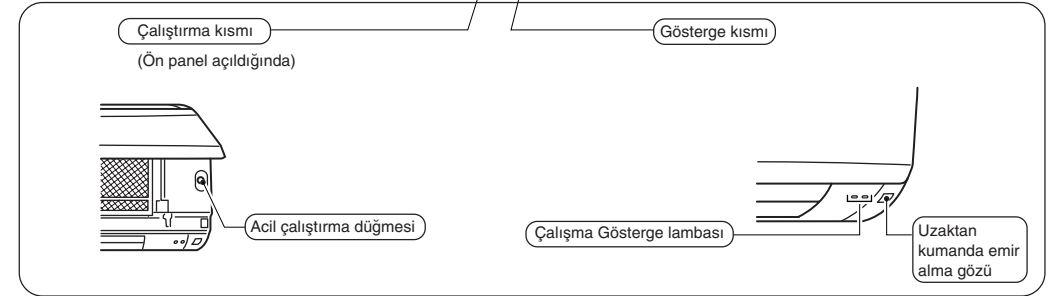 Çalıştırma kısmı
(Ön panel açıldığında)
Gösterge kısmı
Acil çalıştırma düğmesi
Çalışma Gösterge lambası
Uzaktan
kumanda emir
alma gözü